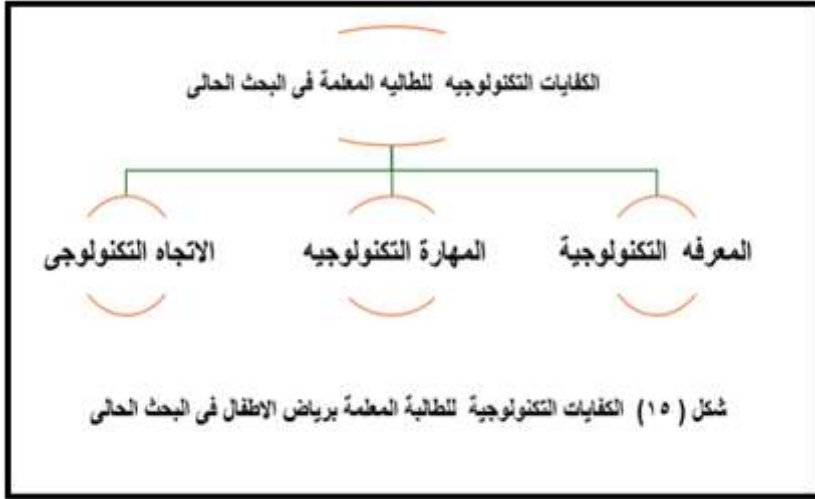 الكفايات التكنولوجيه للطاليه المعلمة فى البحث الحالى
المعرفه التكنولوجية
المهارة التكنولوجيه
الاتجاه التكنولوجى
شكل (١٥) الكفايات التكنولوجية للطالبة المعلمة برياض الاطفال فى البحث الحالى